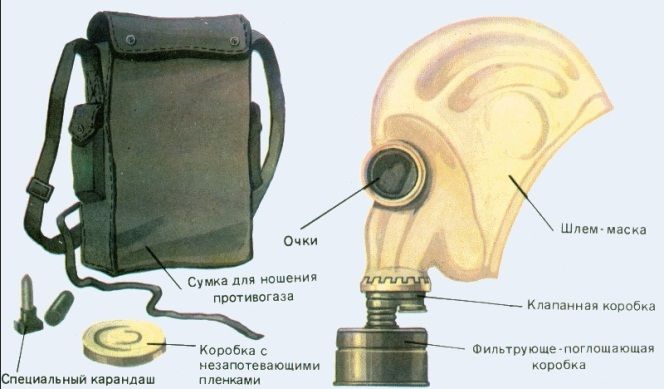 Очки
Шлем-маска
Сумка для ношения
противогаза
Клапанная коробка
Коробка с
незапотевающими
пленками
Фильтрующе-поглощающая
коробка
Специальный карандаш